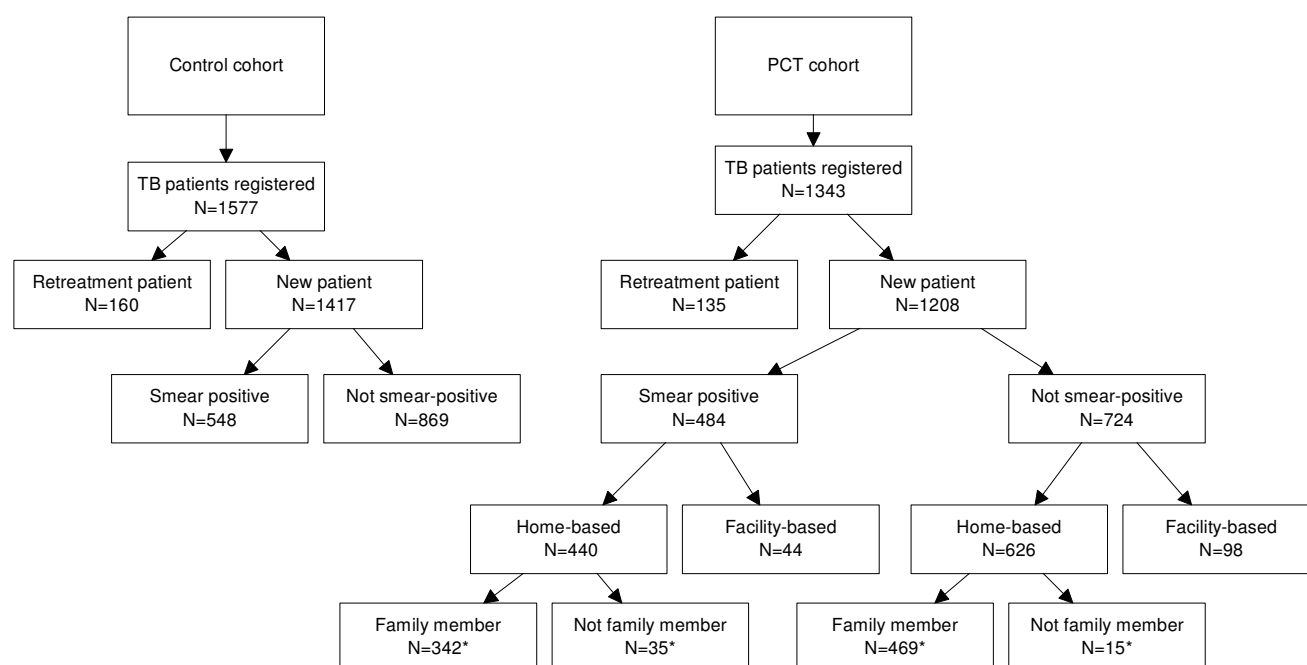 Control cohort
PCT cohort
TB patients registered
N=1577
TB patients registered
N=1343
Retreatment patient
N=160
New patient
N=1417
Retreatment patient
N=135
New patient
N=1208
Smear positive
N=548
Not smear-positive
N=869
Smear positive
N=484
Not smear-positive
N=724
Home-based
N=440
Facility-based
N=44
Home-based
N=626
Facility-based
N=98
Family member
N=342*
Not family member
N=35*
Family member
N=469*
Not family member
N=15*